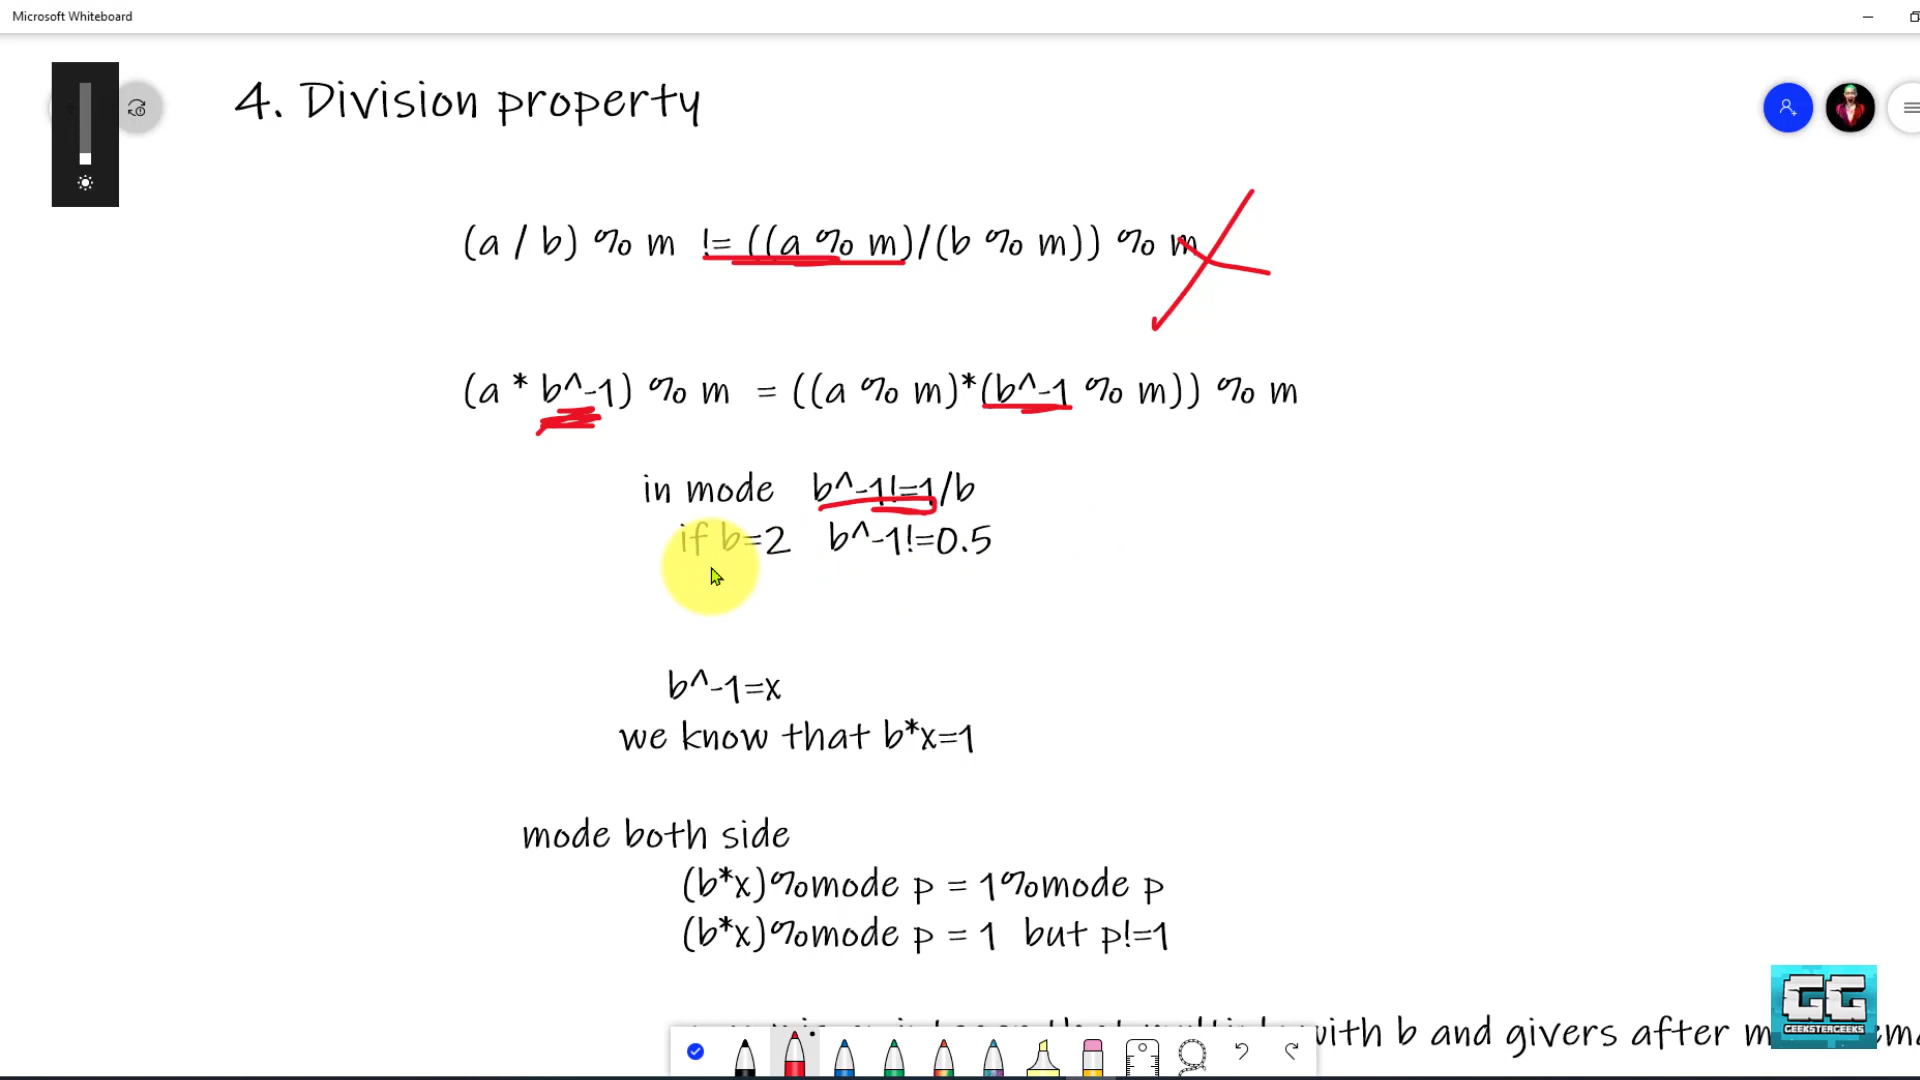 Microsoft Whiteboard
4. Division property
(a / b) % m != ((a % m)/(b % m)) % m
(a * b^-1) % m = ((a % m)*(b^-1 % m)) % m
in mode b^-1!=1/b
if b=2 b^-1!=0.5
b^-1=x
we know that b*x=1
mode both side
(b*x)%mode p = 1%mode p
(b*x)%mode p = 1 but p!=1
with b and givers after
GG
GEEKSTERGEEKS